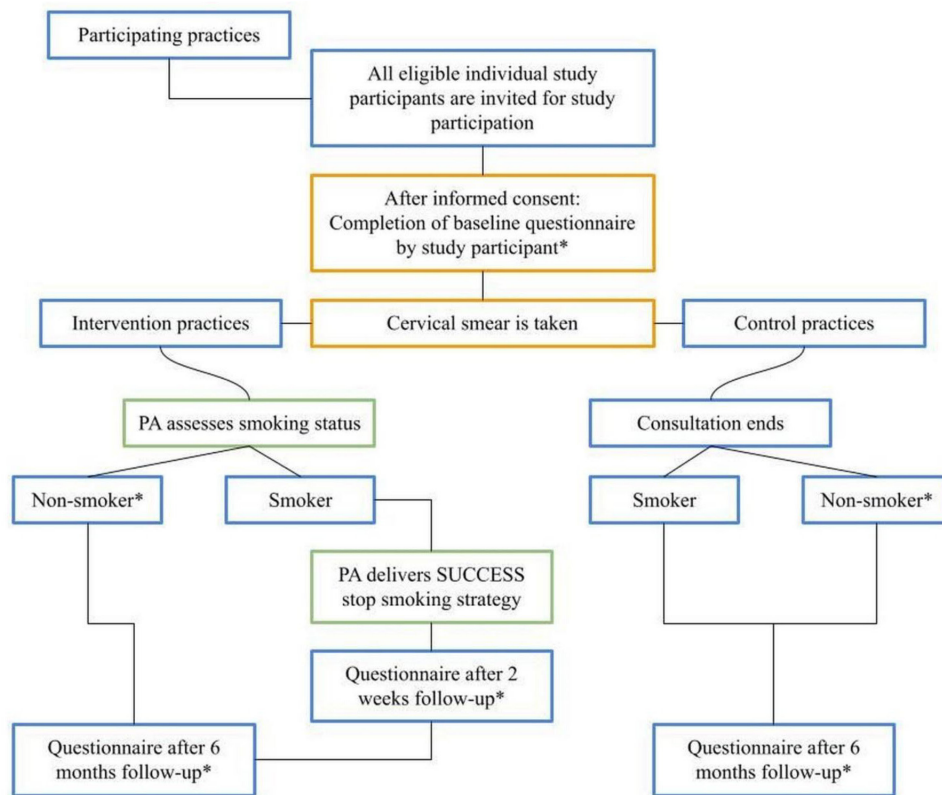 Participating practices
All eligible individual study
participants are invited for study
participation
After informed consent:
Completion of baseline questionnaire
by study participant*
Intervention practices
Cervical smear is taken
Control practices
PA assesses smoking status
Consultation ends
Non-smoker*
Smoker
Smoker
Non-smoker*
PA delivers SUCCESS
stop smoking strategy
Questionnaire after 2
weeks follow-up*
Questionnaire after 6
months follow-up*
Questionnaire after 6
months follow-up*